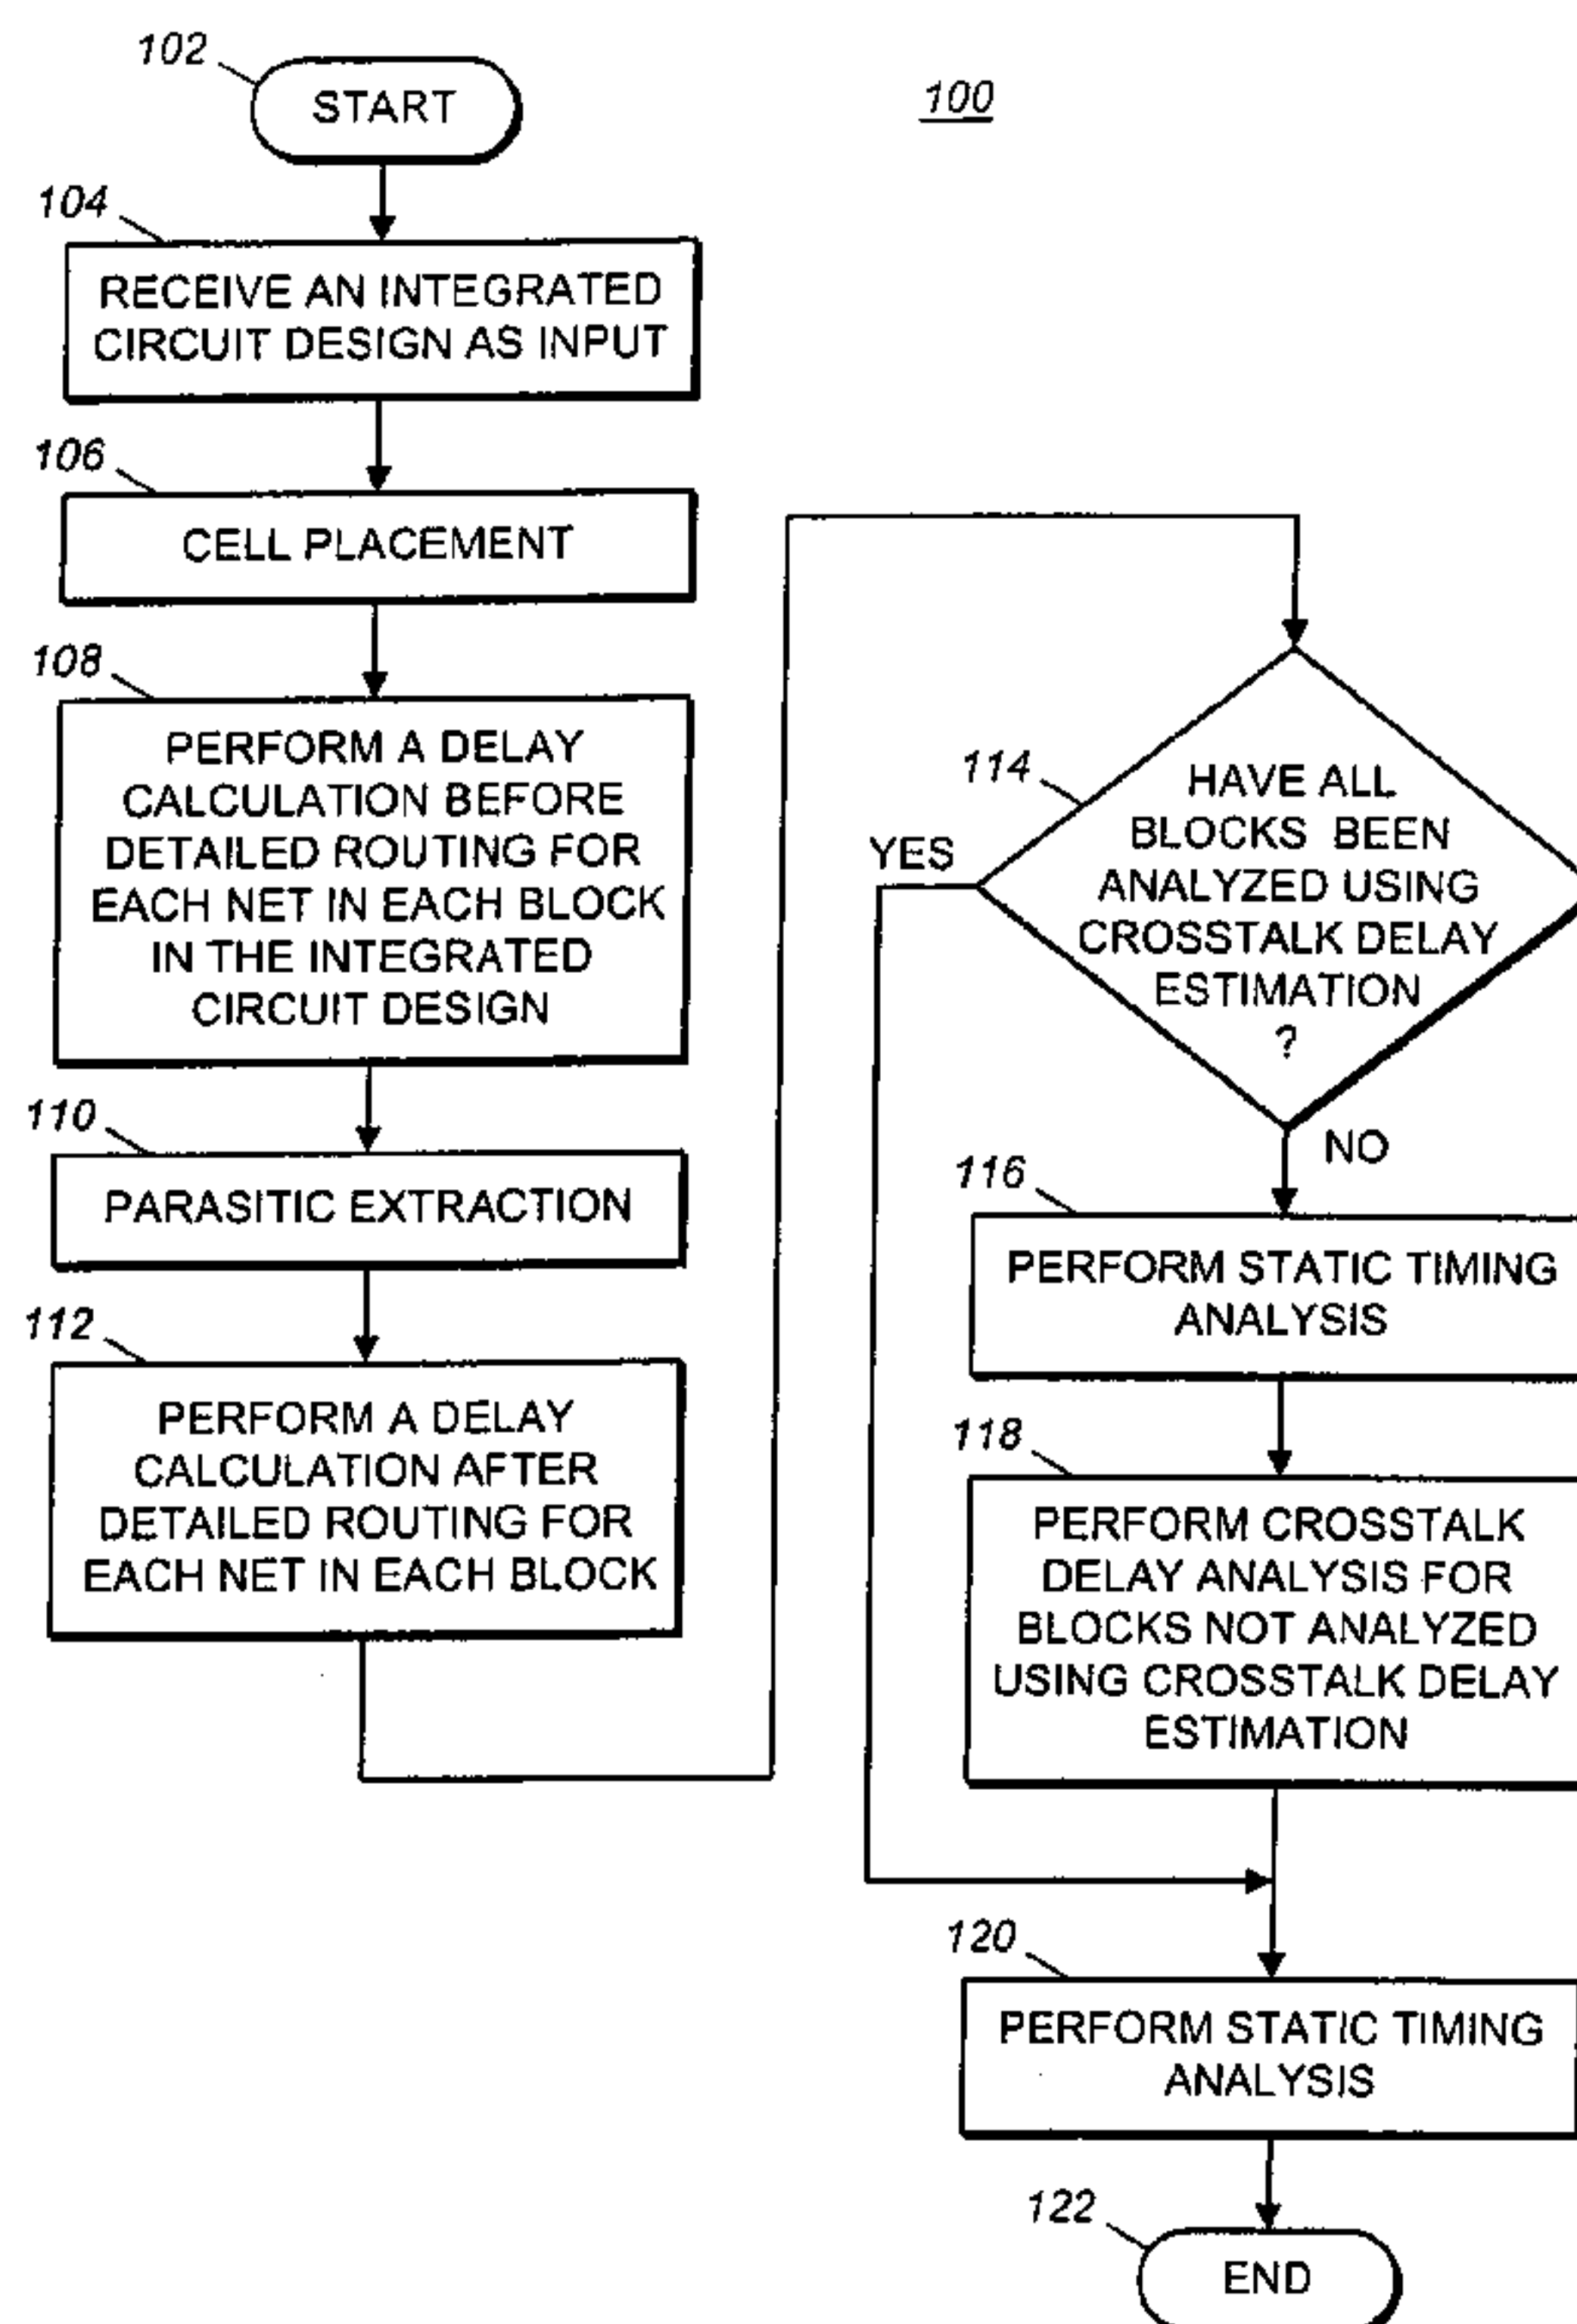 102
START
100
104
RECEIVE AN INTEGRATED
CIRCUIT DESIGN AS INPUT
106
CELL PLACEMENT
108
PERFORM A DELAY
CALCULATION BEFORE
DETAILED ROUTING FOR
EACH NET IN EACH BLOCK
IN THE INTEGRATED
CIRCUIT DESIGN
110
PARASITIC EXTRACTION
112
PERFORM A DELAY
CALCULATION AFTER
DETAILED ROUTING FOR
EACH NET IN EACH BLOCK
114
HAVE ALL
BLOCKS BEEN
ANALYZED USING
CROSSTALK DELAY
ESTIMATION
?
YES
NO
116
PERFORM STATIC TIMING
ANALYSIS
118
PERFORM CROSSTALK
DELAY ANALYSIS FOR
BLOCKS NOT ANALYZED
USING CROSSTALK DELAY
ESTIMATION
120
PERFORM STATIC TIMING
ANALYSIS
122
END